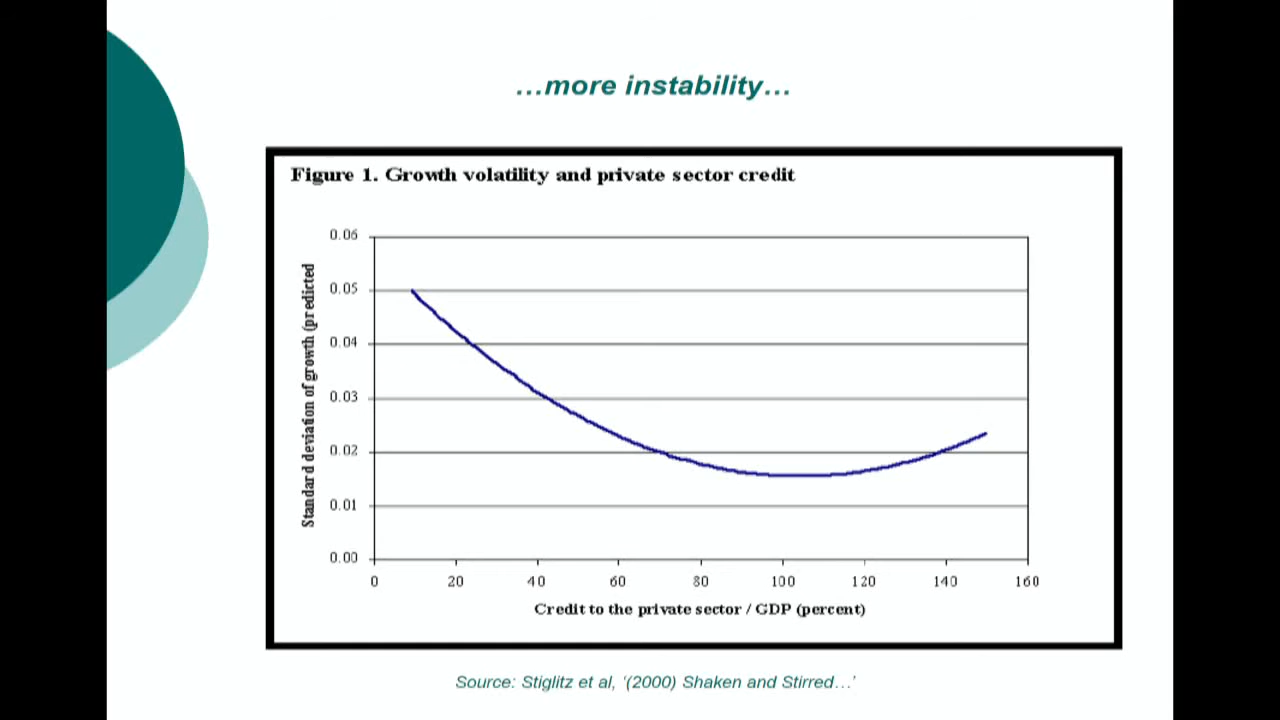 …more instability…
Figure 1. Growth volatility and private sector credit
0.06
0.05
0.04
0.03
0.02
0.01
0.00
Standard deviation of growth (predicted
0 20 40 60 80 100 120 140 160
Credit to the private sector / GDP (percent)
Source: Stiglitz et al, ‘(2000) Shaken and Stirred…’